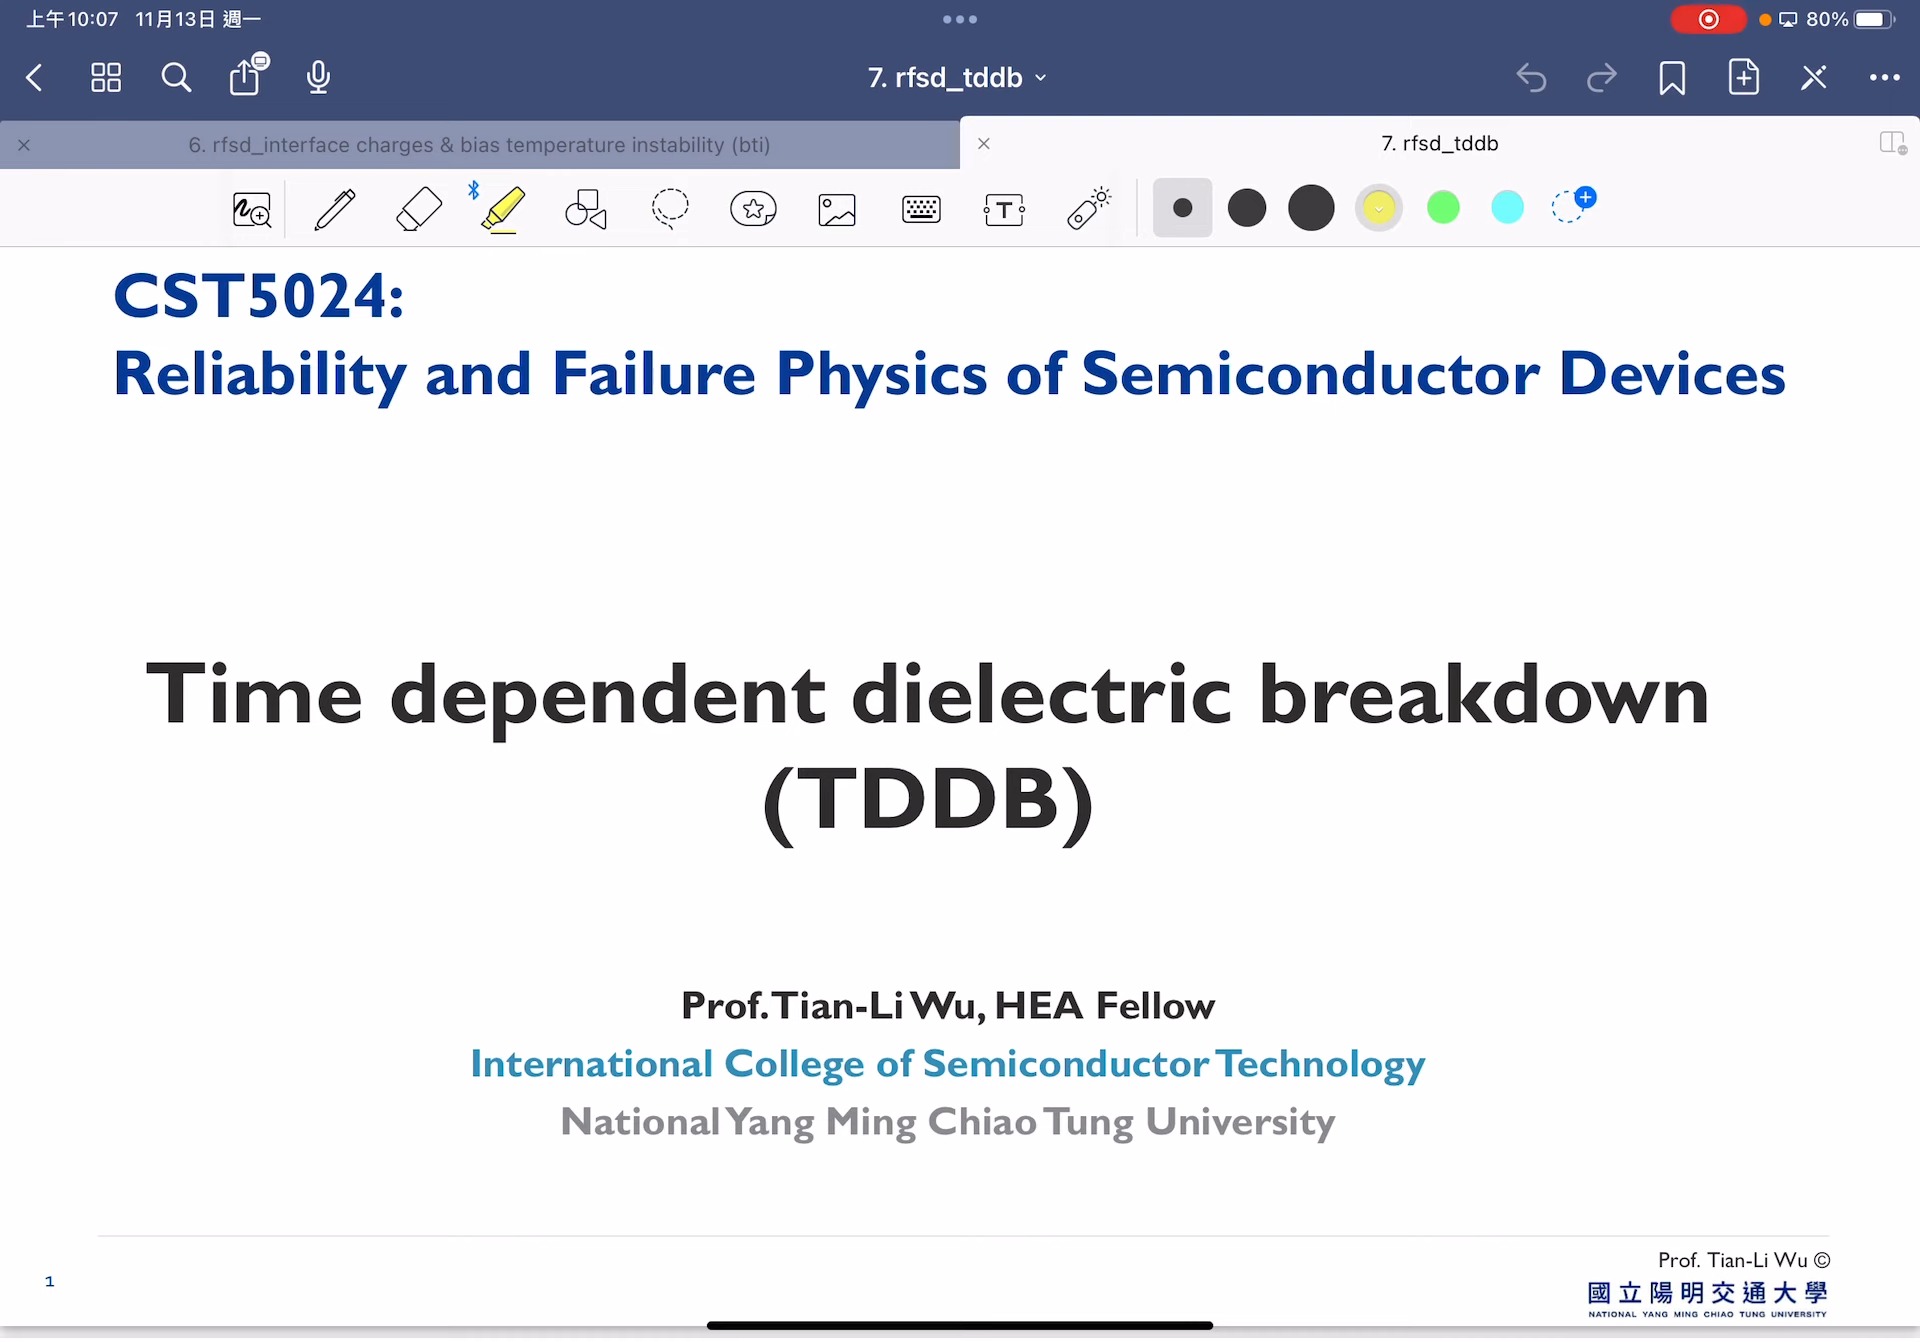 上午10:07 11月13日 週一
80%
7. rfsd_tddb
6. rfsd_interface charges & bias temperature instability (bti)
7. rfsd_tddb
T
CST5024:
Reliability and Failure Physics of Semiconductor Devices
Time dependent dielectric breakdown
(TDDB)
Prof. Tian-Li Wu, HEA Fellow
International College of Semiconductor Technology
National Yang Ming Chiao Tung University
Prof. Tian-Li Wu ©
1
國立陽明交通大學
NATIONAL YANG MING CHIAO TUNG UNIVERSITY